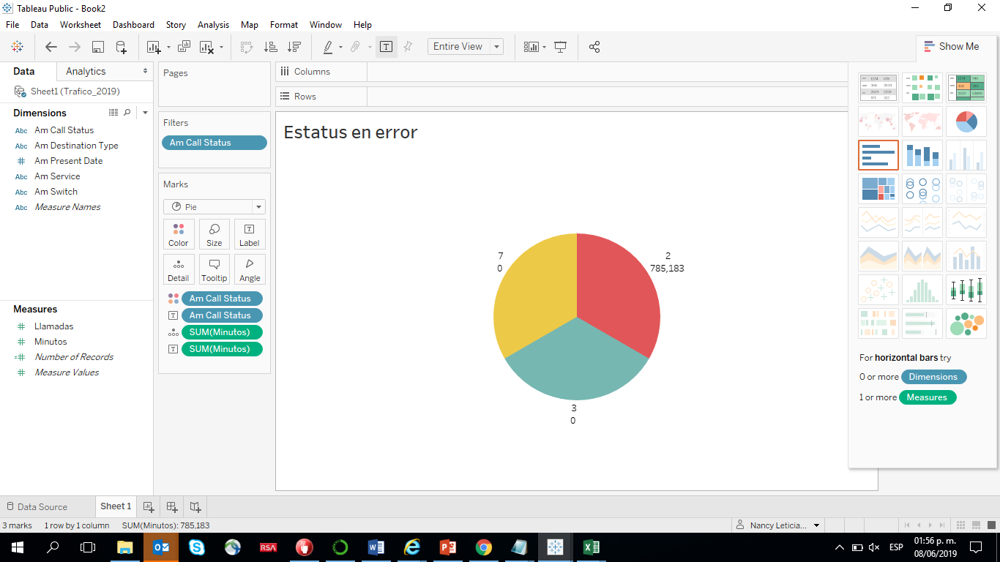 Tableau Public - Book2
File Data Worksheet Dashboard Story Analysis Map Format Window Help
Entire View
Show Me
Data Analytics
Sheet1 (Trafico_2019)
Dimensions
Abc Am Call Status
Abc Am Destination Type
# Am Present Date
Abc Am Service
Abc Am Switch
Abc Measure Names
Measures
# Llamadas
# Minutos
=# Number of Records
# Measure Values
Pages
Filters
Am Call Status
Marks
Pie
Color Size Label
Detail Tooltip Angle
Am Call Status
Am Call Status
SUM(Minutos)
SUM(Minutos)
Columns
Rows
Estatus en error
7
0
2
785,183
3
0
For horizontal bars try
0 or more Dimensions
1 or more Measures
Data Source Sheet 1
3 marks 1 row by 1 column SUM(Minutos): 785,183
Nancy Leticia...
RSA
ESP
01:56 p. m.
08/06/2019